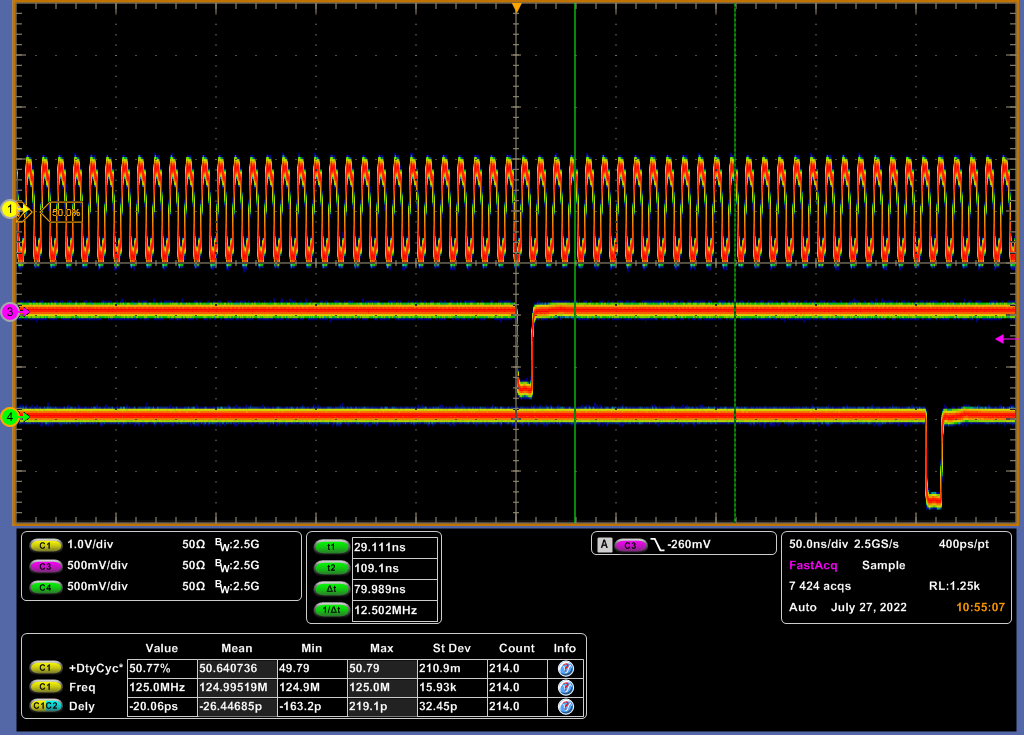 1
50.0%
3
4
C1 1.0V/div 50Ω BW:2.5G
C3 500mV/div 50Ω BW:2.5G
C4 500mV/div 50Ω BW:2.5G
t1 29.111ns
t2 109.1ns
Δt 79.989ns
1/Δt 12.502MHz
A C3 -260mV
50.0ns/div 2.5GS/s 400ps/pt
FastAcq Sample
7 424 acqs RL:1.25k
Auto July 27, 2022 10:55:07
Value Mean Min Max St Dev Count Info
C1 +DtyCyc* 50.77% 50.640736 49.79 50.79 210.9m 214.0
C1 Freq 125.0MHz 124.99519M 124.9M 125.0M 15.93k 214.0
C1C2 Dely -20.06ps -26.44685p -163.2p 219.1p 32.45p 214.0